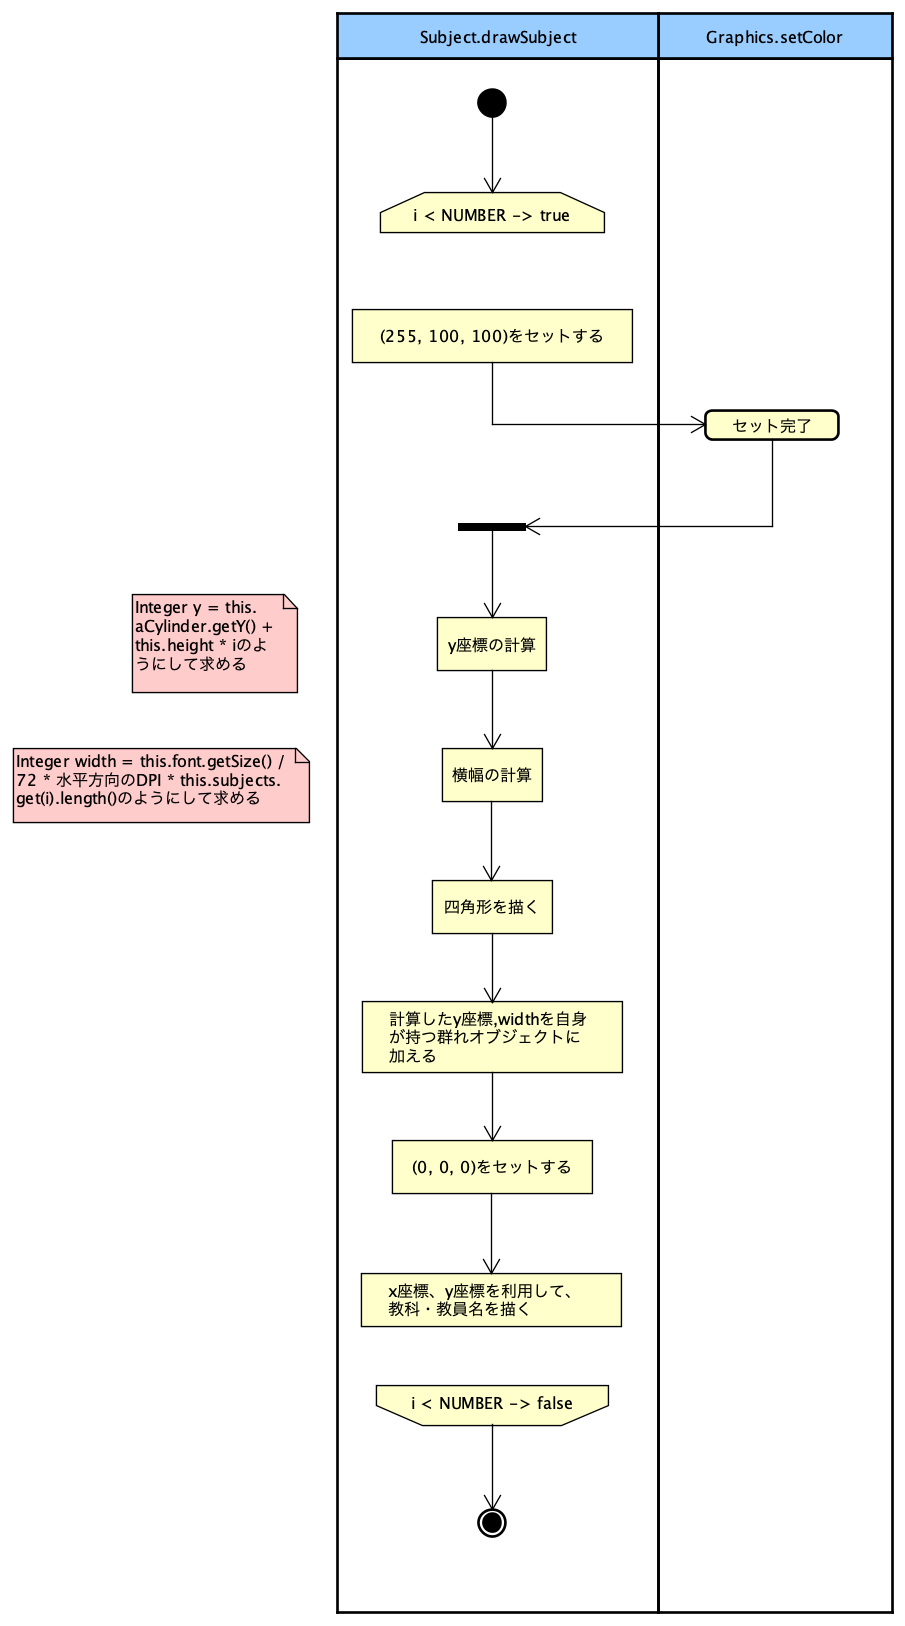 Subject.drawSubject
Graphics.setColor
i < NUMBER -> true
(255, 100, 100)をセットする
セット完了
Integer y = this.
aCylinder.getY() +
this.height * iのよ
うにして求める
y座標の計算
Integer width = this.font.getSize() /
72 * 水平方向のDPI * this.subjects.
get(i).length()のようにして求める
横幅の計算
四角形を描く
計算したy座標,widthを自身
が持つ群れオブジェクトに
加える
(0, 0, 0)をセットする
x座標、y座標を利用して、
教科・教員名を描く
i < NUMBER -> false